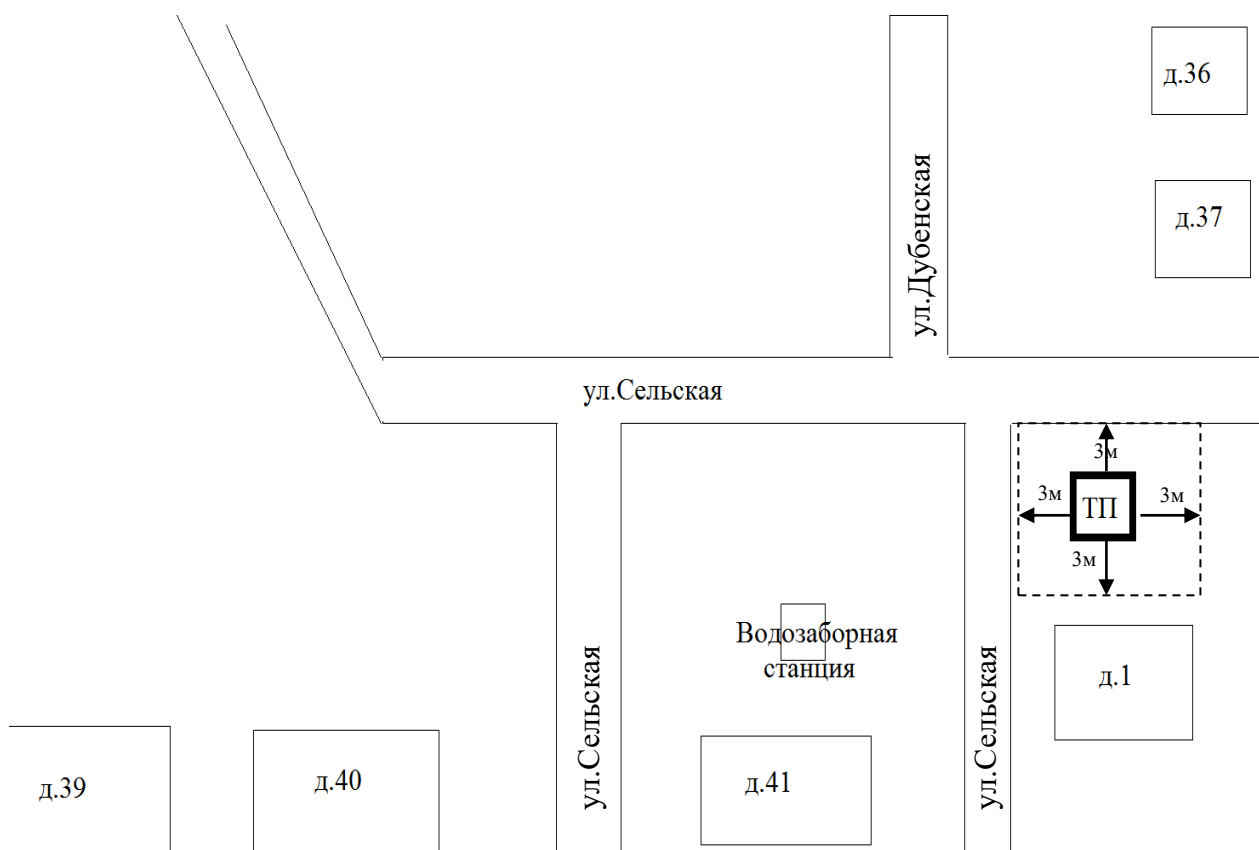 д.36
д.37
ул.Дубенская
ул.Сельская
3м
3м
3м
ТП
3м
Водозаборная
станция
ул.Сельская
ул.Сельская
д.1
д.39
д.40
д.41